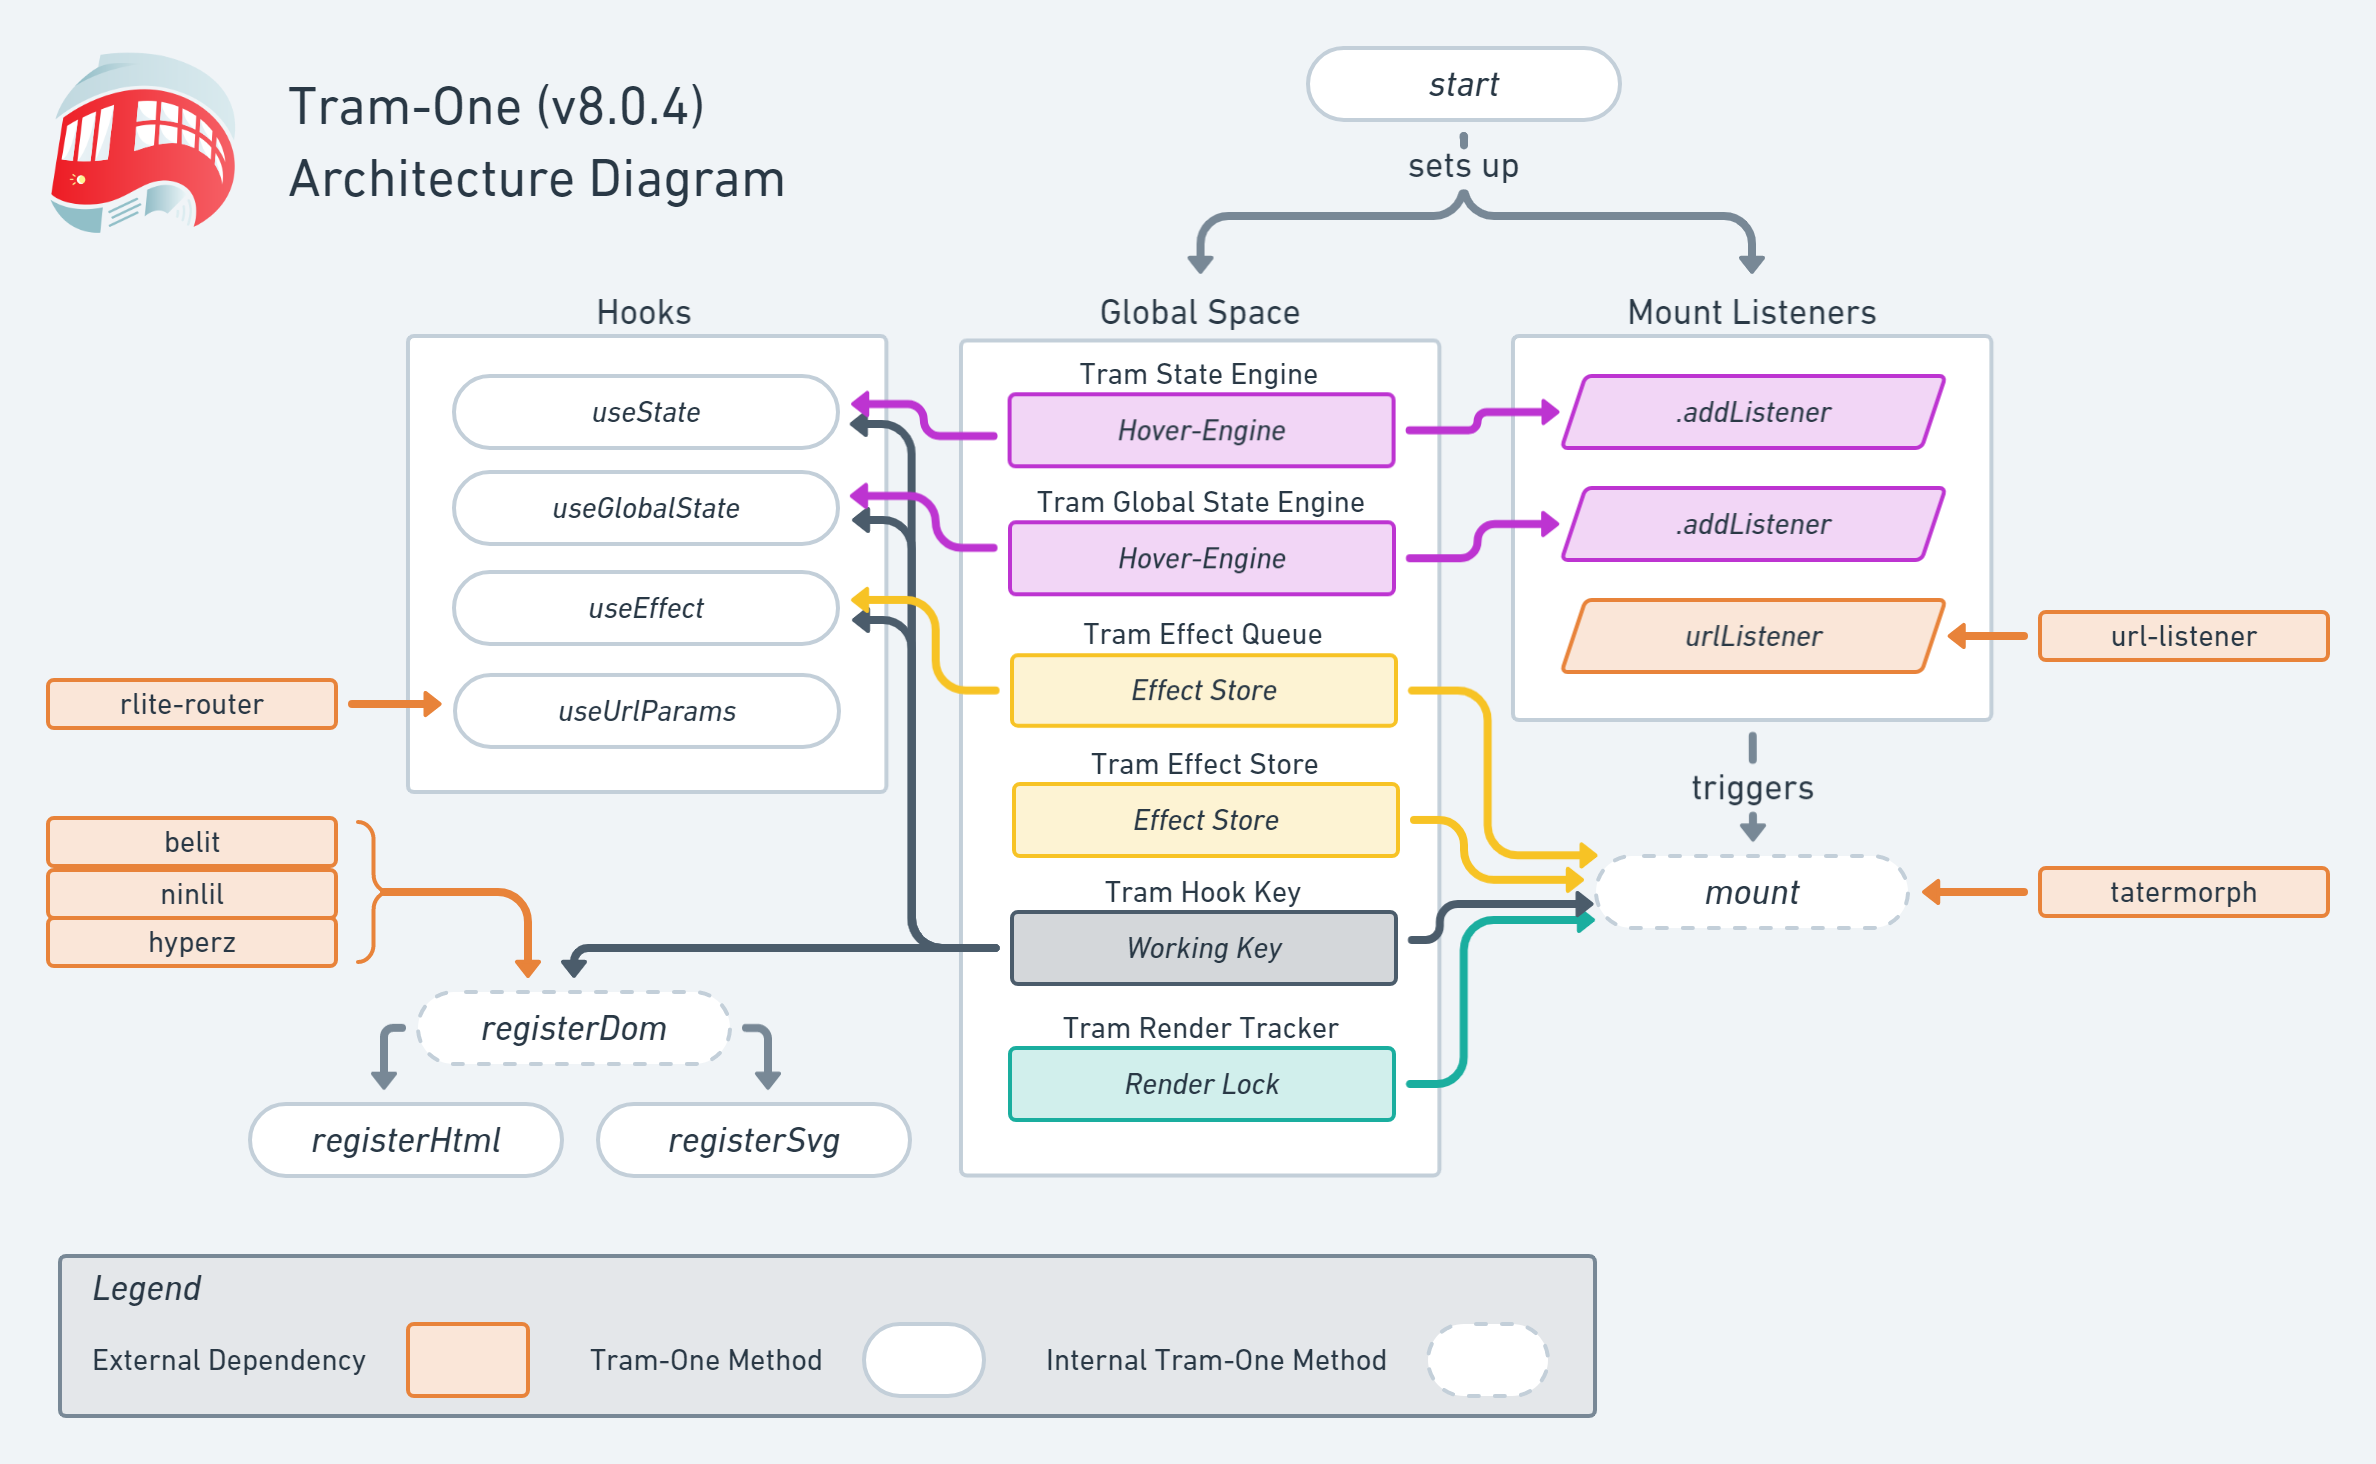 Tram-One (v8.0.4)
Architecture Diagram
start
sets up
Hooks
useState
useGlobalState
useEffect
useUrlParams
Global Space
Tram State Engine
Hover-Engine
Tram Global State Engine
Hover-Engine
Tram Effect Queue
Effect Store
Tram Effect Store
Effect Store
Tram Hook Key
Working Key
Tram Render Tracker
Render Lock
Mount Listeners
.addListener
.addListener
urlListener
url-listener
triggers
mount
tatermorph
rlite-router
belit
ninlil
hyperz
registerDom
registerHtml
registerSvg
Legend
External Dependency
Tram-One Method
Internal Tram-One Method